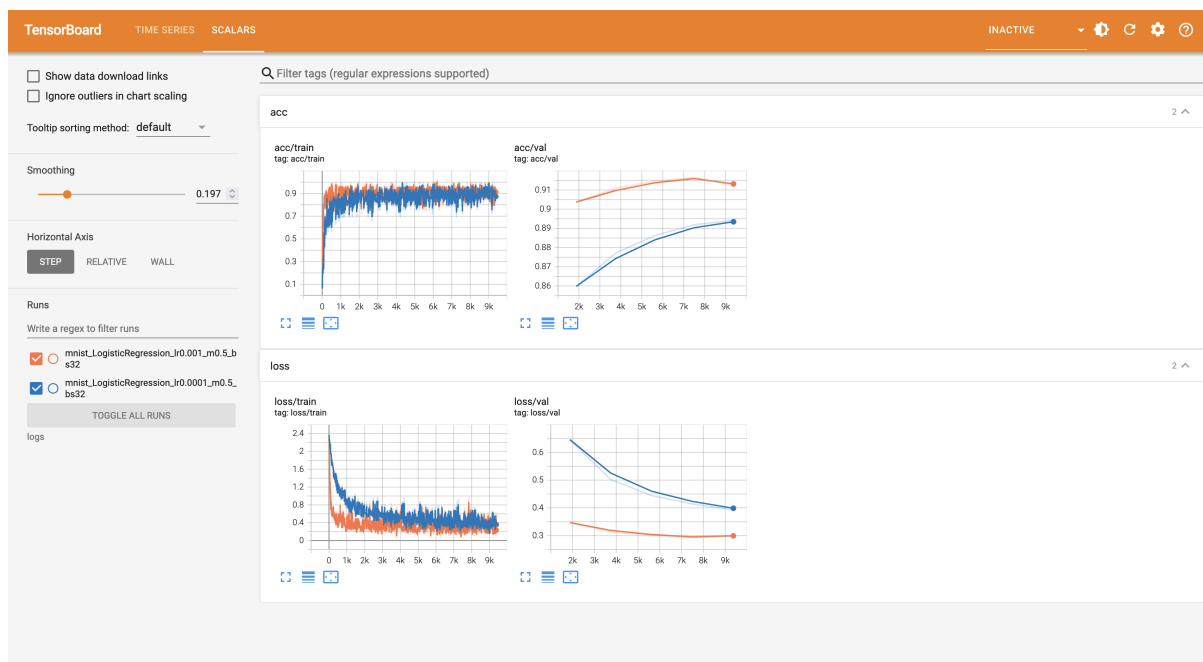 TensorBoard
TIME SERIES
SCALARS
INACTIVE
Show data download links
Ignore outliers in chart scaling
Tooltip sorting method: default
Smoothing
0.197
Horizontal Axis
STEP
RELATIVE
WALL
Runs
Write a regex to filter runs
mnist_LogisticRegression_lr0.001_m0.5_b
s32
mnist_LogisticRegression_lr0.0001_m0.5_
bs32
TOGGLE ALL RUNS
logs
Filter tags (regular expressions supported)
acc
2
acc/train
tag: acc/train
0.9
0.7
0.5
0.3
0.1
0 1k 2k 3k 4k 5k 6k 7k 8k 9k
acc/val
tag: acc/val
0.91
0.9
0.89
0.88
0.87
0.86
2k 3k 4k 5k 6k 7k 8k 9k
loss
2
loss/train
tag: loss/train
2.4
2
1.6
1.2
0.8
0.4
0
0 1k 2k 3k 4k 5k 6k 7k 8k 9k
loss/val
tag: loss/val
0.6
0.5
0.4
0.3
2k 3k 4k 5k 6k 7k 8k 9k